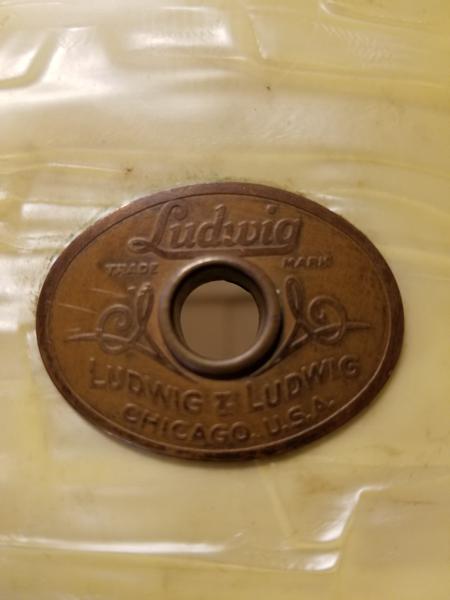 Ludwig
TRADE MARK
LUDWIG & LUDWIG
CHICAGO. U.S.A.